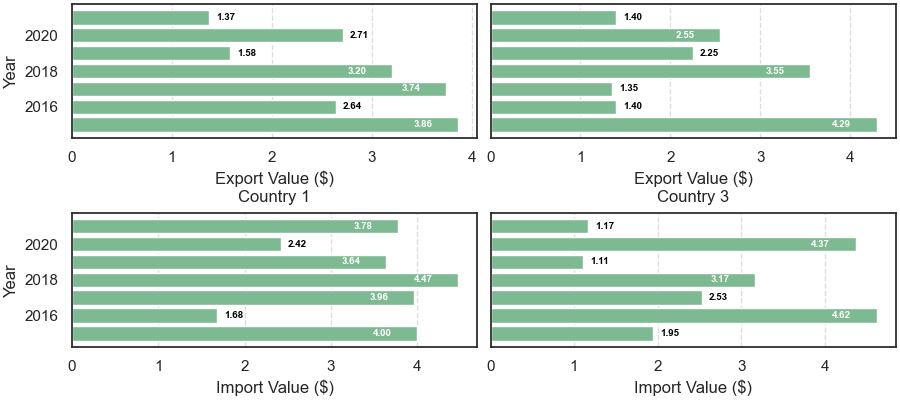 1.37
2020
2.71
1.58
2018
3.20
3.74
2016
2.64
3.86
Year
0 1 2 3 4
Export Value ($)
Country 1
1.40
2.55
2.25
3.55
1.35
1.40
4.29
0 1 2 3 4
Export Value ($)
Country 3
3.78
2020
2.42
3.64
2018
4.47
3.96
2016
1.68
4.00
Year
0 1 2 3 4
Import Value ($)
1.17
4.37
1.11
3.17
2.53
4.62
1.95
0 1 2 3 4
Import Value ($)